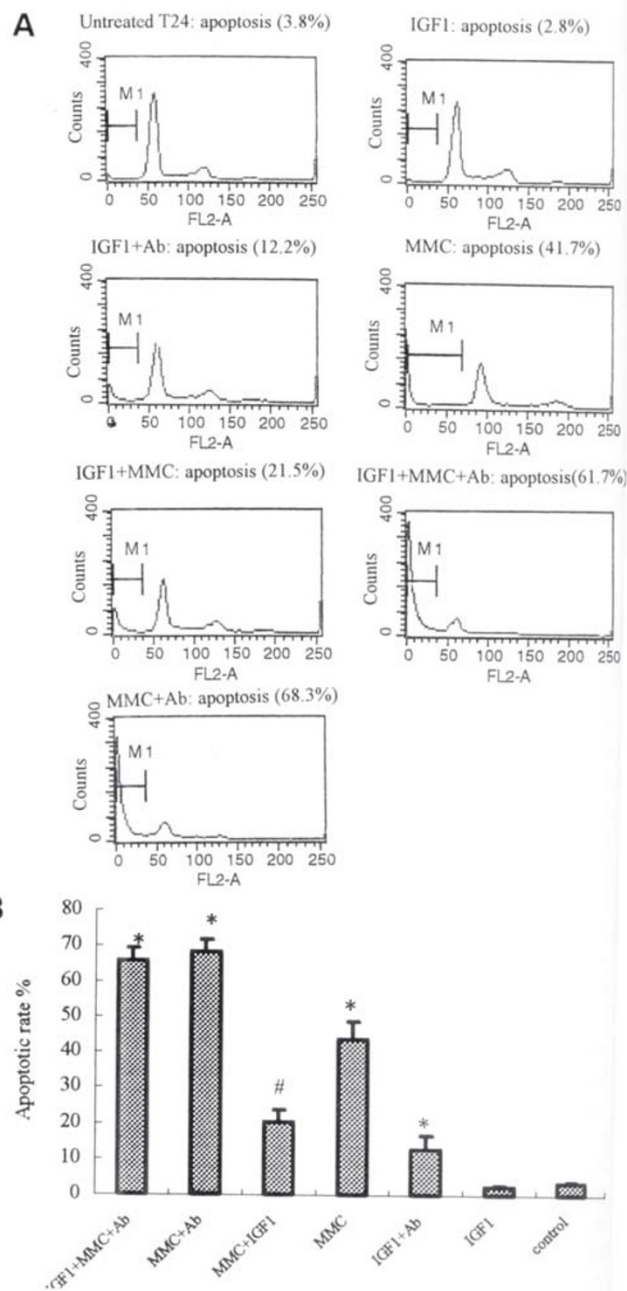 A
Untreated T24: apoptosis (3.8%)
400
Counts
0
M1
0 50 100 150 200 250
FL2-A
IGF1: apoptosis (2.8%)
400
Counts
0
M1
0 50 100 150 200 250
FL2-A
IGF1+Ab: apoptosis (12.2%)
400
Counts
0
M1
0 50 100 150 200 250
FL2-A
MMC: apoptosis (41.7%)
400
Counts
0
M1
0 50 100 150 200 250
FL2-A
IGF1+MMC: apoptosis (21.5%)
400
Counts
0
M1
0 50 100 150 200 250
FL2-A
IGF1+MMC+Ab: apoptosis(61.7%)
400
Counts
0
M1
0 50 100 150 200 250
FL2-A
MMC+Ab: apoptosis (68.3%)
400
Counts
0
M1
0 50 100 150 200 250
FL2-A
B
Apoptotic rate %
80
70
60
50
40
30
20
10
0
*
*
#
*
*
IGF1+MMC+Ab
MMC+Ab
MMC+IGF1
MMC
IGF1+Ab
IGF1
control